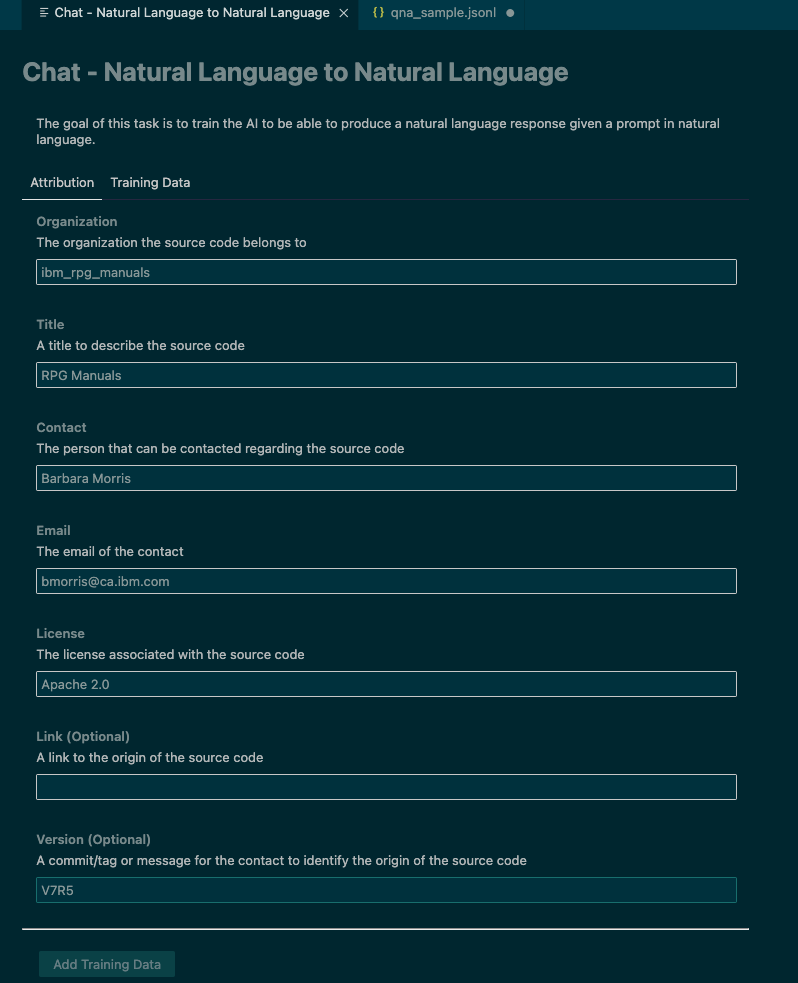 Chat - Natural Language to Natural Language
{} qna_sample.jsonl
Chat - Natural Language to Natural Language
The goal of this task is to train the AI to be able to produce a natural language response given a prompt in natural
language.
Attribution Training Data
Organization
The organization the source code belongs to
ibm_rpg_manuals
Title
A title to describe the source code
RPG Manuals
Contact
The person that can be contacted regarding the source code
Barbara Morris
Email
The email of the contact
bmorris@ca.ibm.com
License
The license associated with the source code
Apache 2.0
Link (Optional)
A link to the origin of the source code
Version (Optional)
A commit/tag or message for the contact to identify the origin of the source code
V7R5
Add Training Data